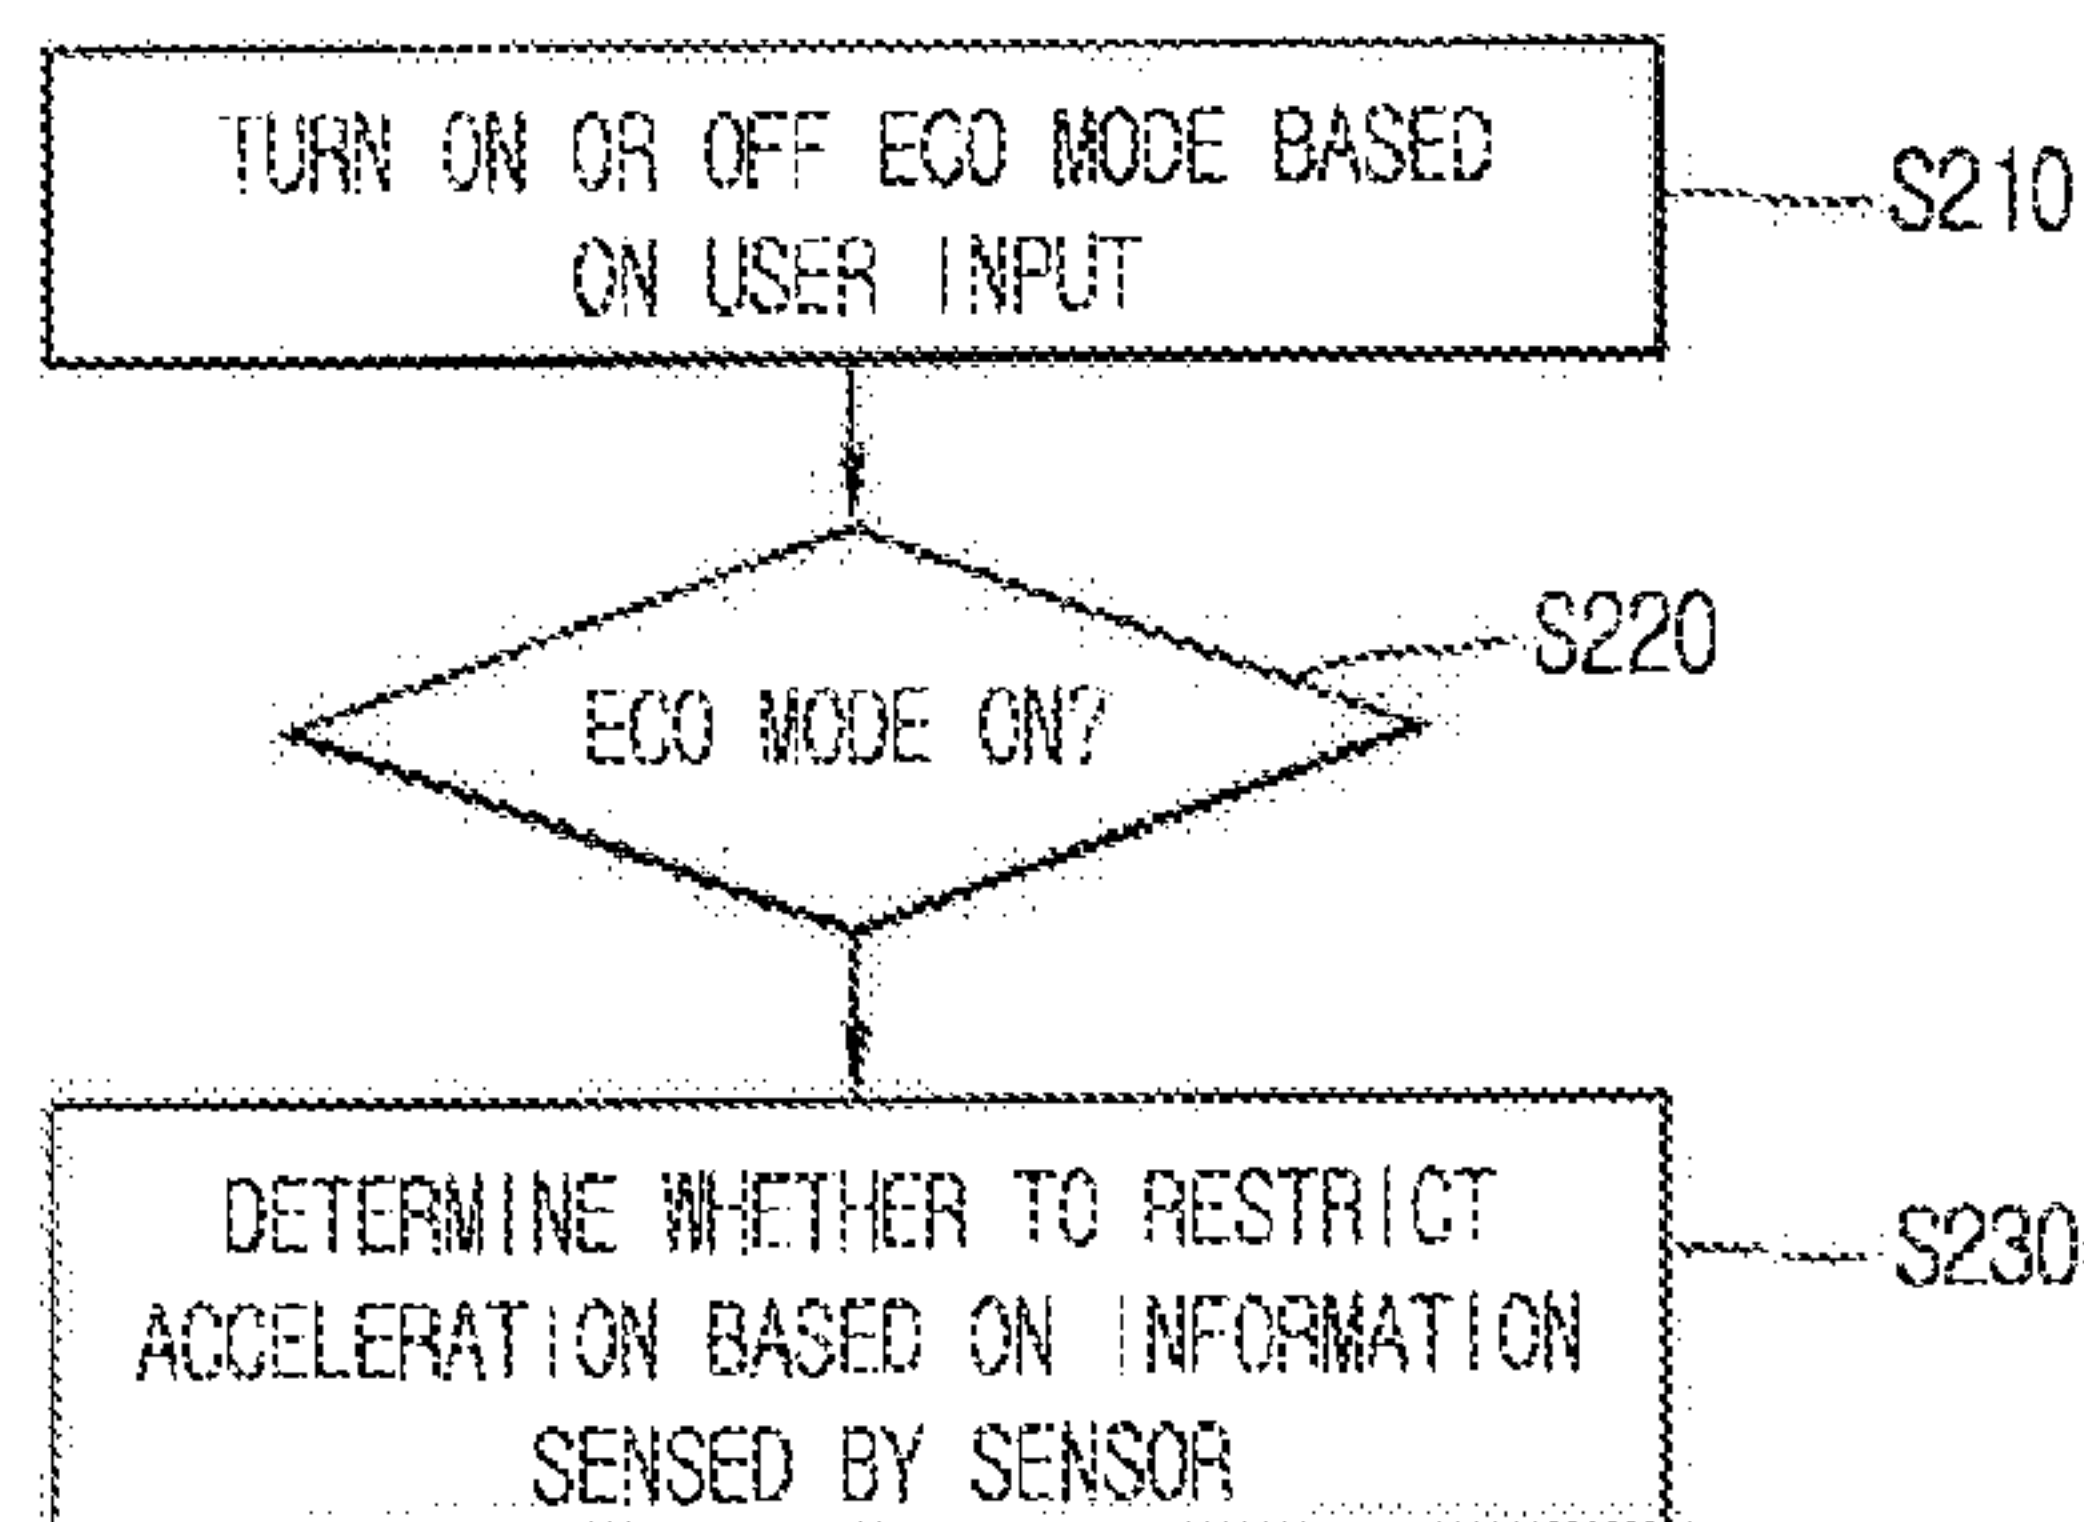 TURN ON OR OFF ECO MODE BASED
ON USER INPUT
S210
S220
ECO MODE ON?
DETERMINE WHETHER TO RESTRICT
ACCELERATION BASED ON INFORMATION
SENSED BY SENSOR
S230